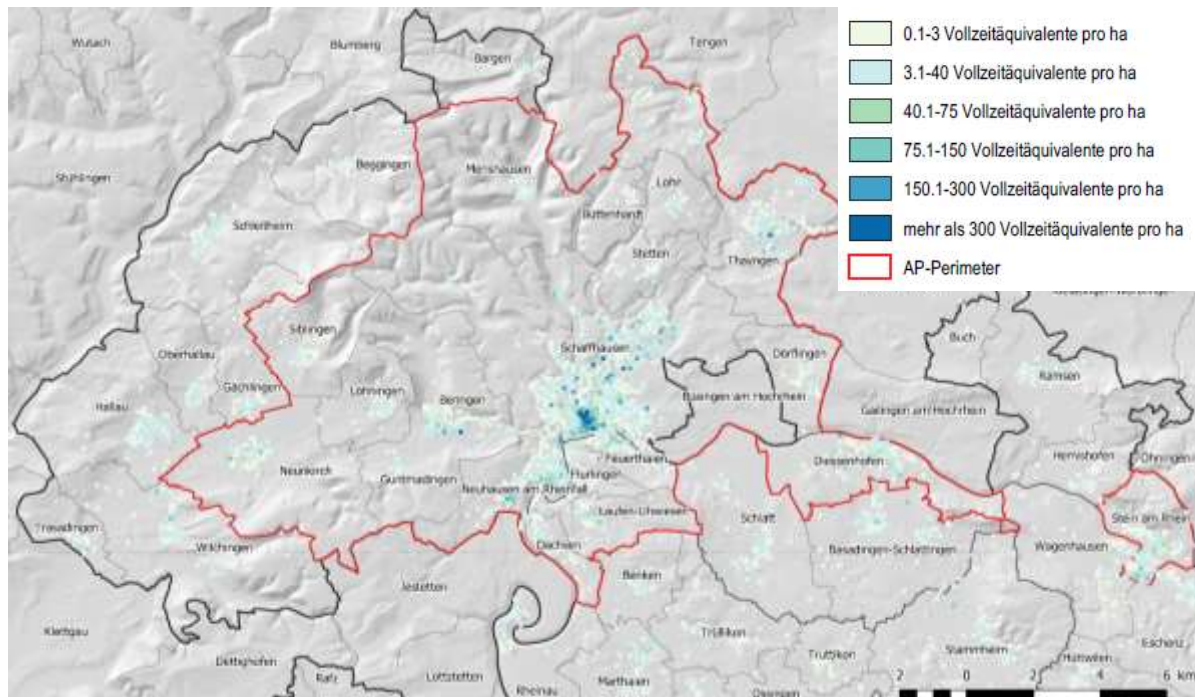 0.1-3 Vollzeitäquivalente pro ha
3.1-40 Vollzeitäquivalente pro ha
40.1-75 Vollzeitäquivalente pro ha
75.1-150 Vollzeitäquivalente pro ha
150.1-300 Vollzeitäquivalente pro ha
mehr als 300 Vollzeitäquivalente pro ha
AP-Perimeter
Wutach
Blumberg
Tengen
Bargen
Beggingen
Merishausen
Stühlingen
Lohn
Büttenhardt
Schleitheim
Stetten
Thayngen
Siblingen
Schaffhausen
Oberhallau
Dörflingen
Buch
Ramsen
Gächlingen
Löhningen
Beringen
Büsingen am Hochrhein
Gailingen am Hochrhein
Hallau
Feuerthalen
Diessenhofen
Hemishofen
Öhningen
Neunkirch
Guntmadingen
Flurlingen
Neuhausen am Rheinfall
Laufen-Uhwiesen
Schlatt
Stein am Rhein
Trasadingen
Wilchingen
Dachsen
Basadingen-Schlattingen
Wagenhausen
Jestetten
Benken
Klettgau
Trüllikon
Truttikon
Stammheim
Eschenz
Hüttwilen
Dettighofen
Lottstetten
Rafz
Rheinau
Marthalen
2 0 2 4 6 km